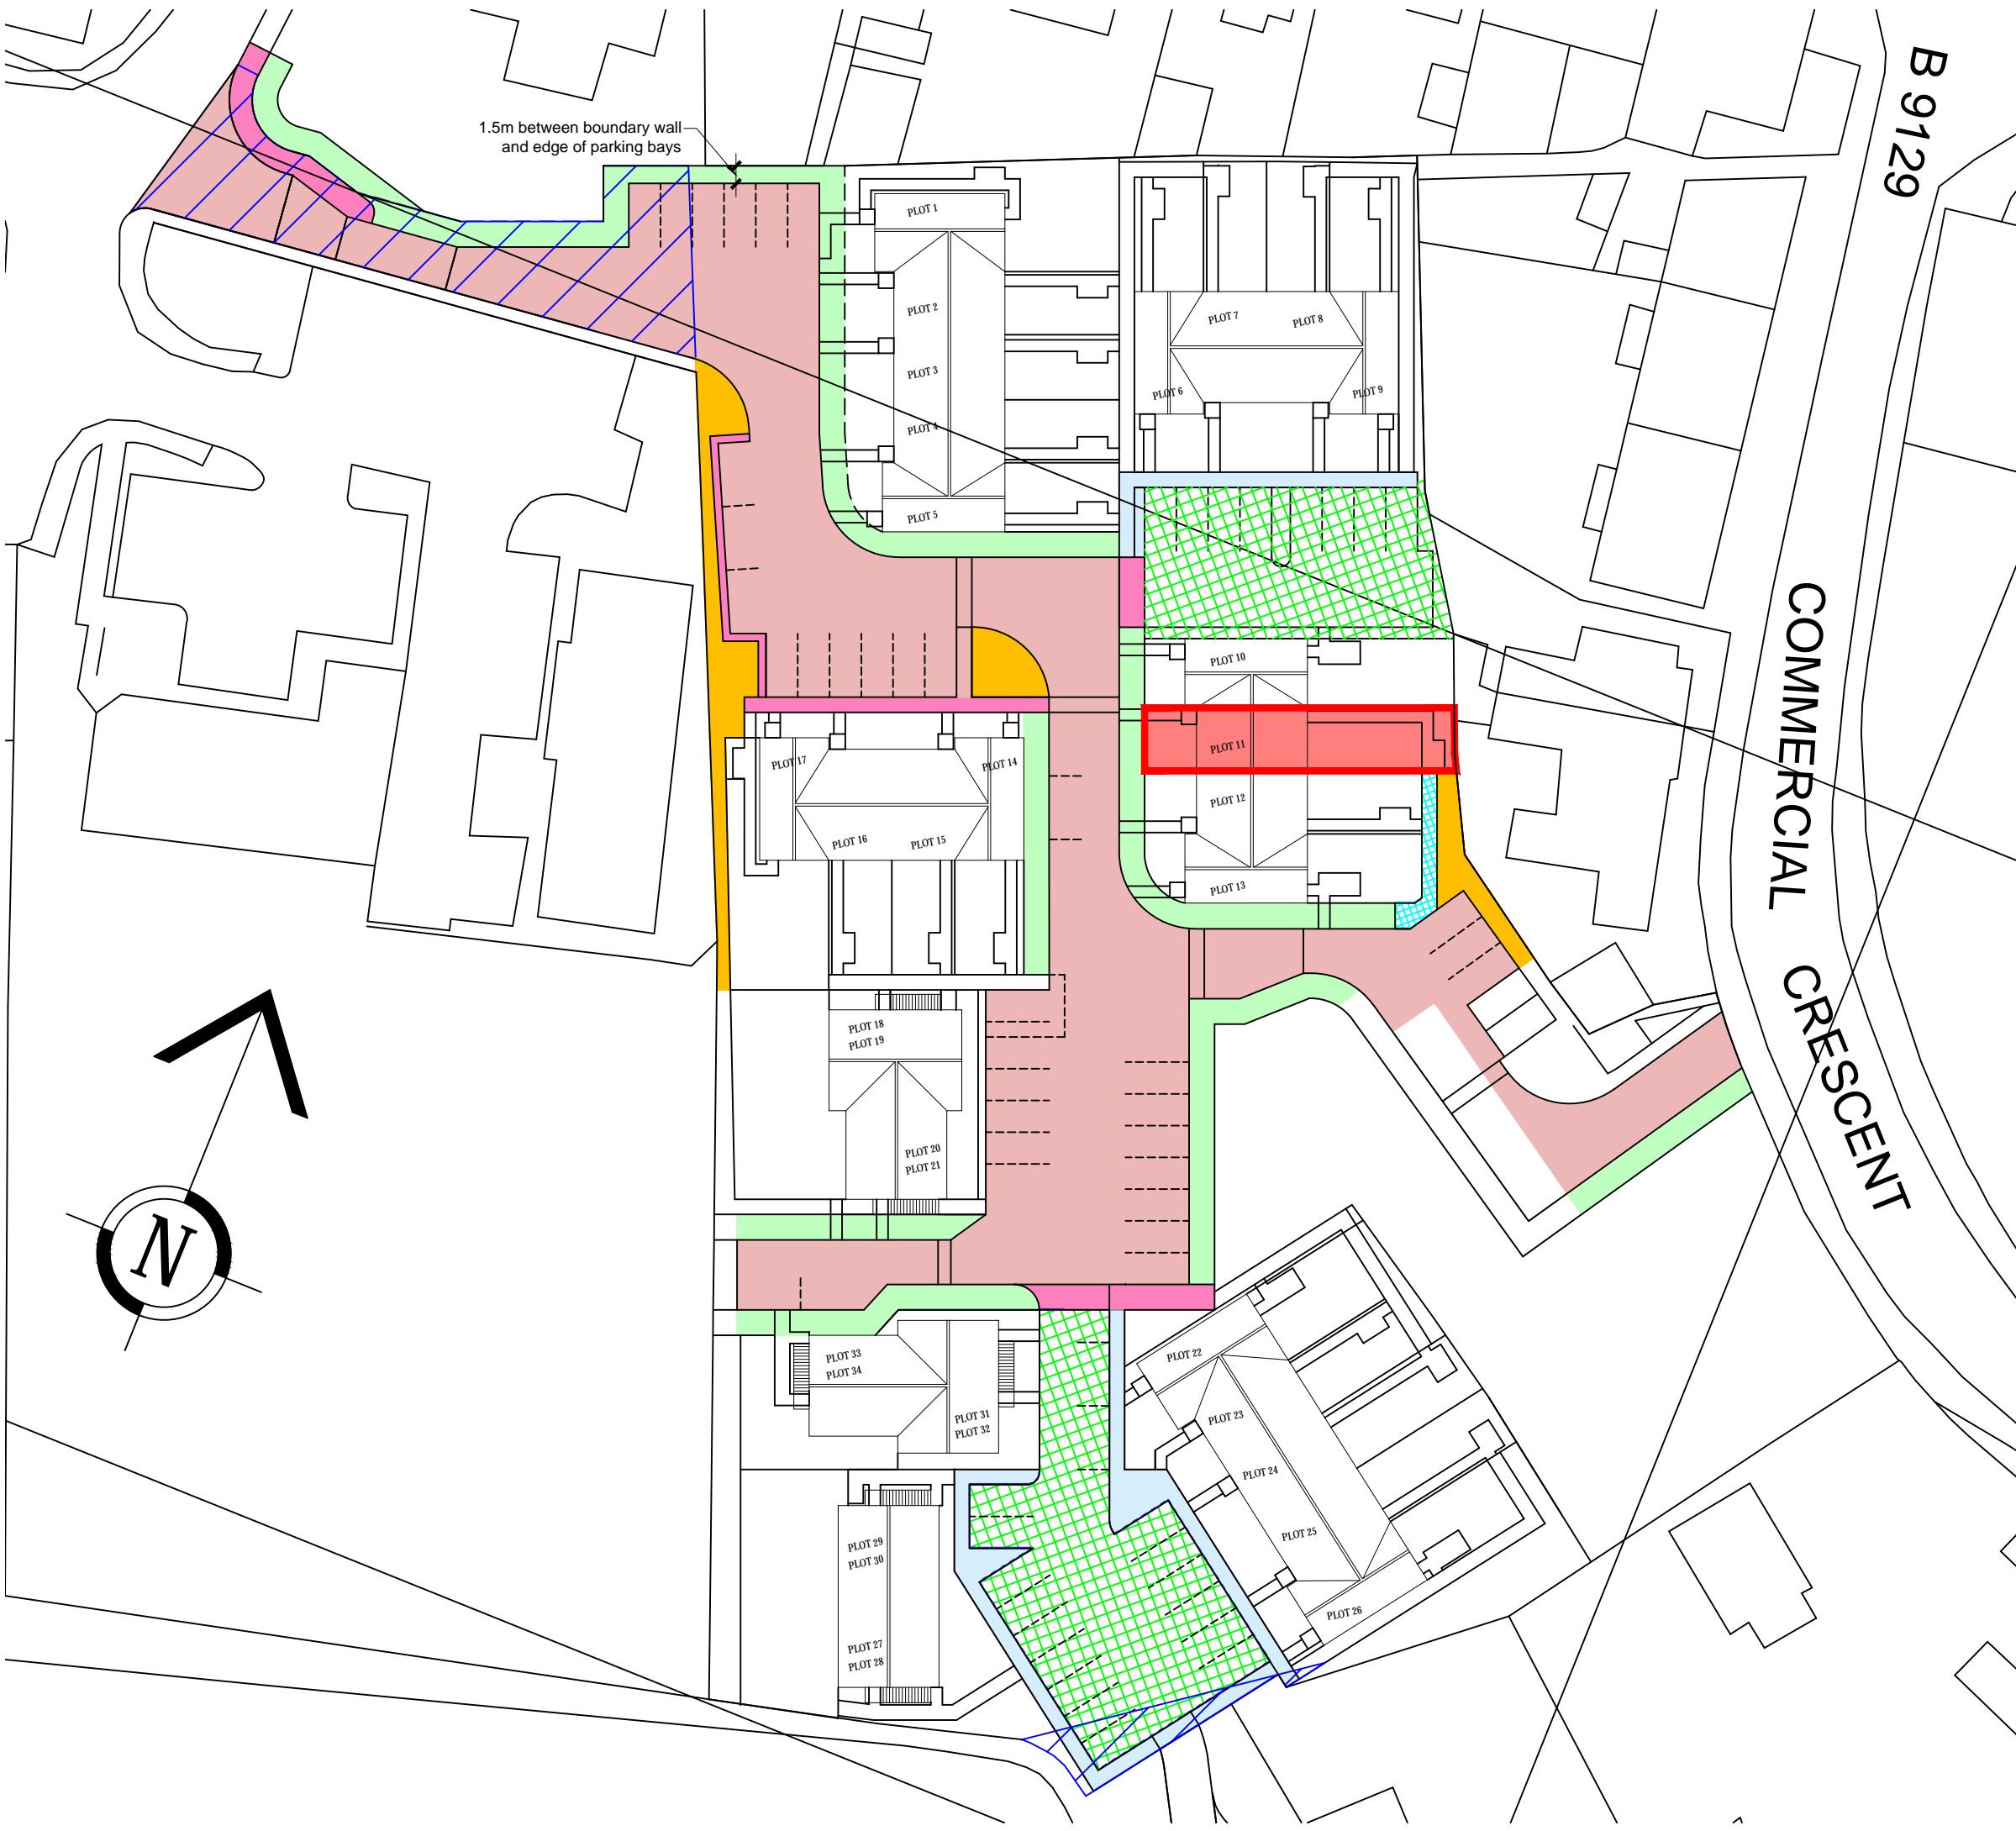 B 9129
1.5m between boundary wall
and edge of parking bays
PLOT 1
PLOT 2
PLOT 3
PLOT 4
PLOT 5
PLOT 7
PLOT 8
PLOT 6
PLOT 9
PLOT 10
PLOT 11
PLOT 12
PLOT 13
COMMERCIAL CRESCENT
PLOT 17
PLOT 14
PLOT 16
PLOT 15
PLOT 18
PLOT 19
PLOT 20
PLOT 21
N
PLOT 22
PLOT 23
PLOT 24
PLOT 25
PLOT 26
PLOT 33
PLOT 34
PLOT 31
PLOT 32
PLOT 29
PLOT 30
PLOT 27
PLOT 28